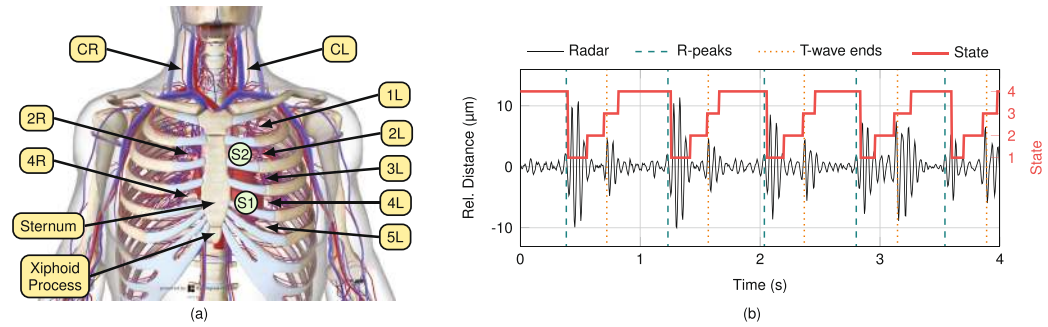 CR
CL
1L
2R
2L
S2
4R
3L
S1
4L
Sternum
5L
Xiphoid
Process
(a)
Radar
R-peaks
T-wave ends
State
10
0
-10
Rel. Distance (µm)
4
3
2
1
State
0
1
2
3
4
Time (s)
(b)